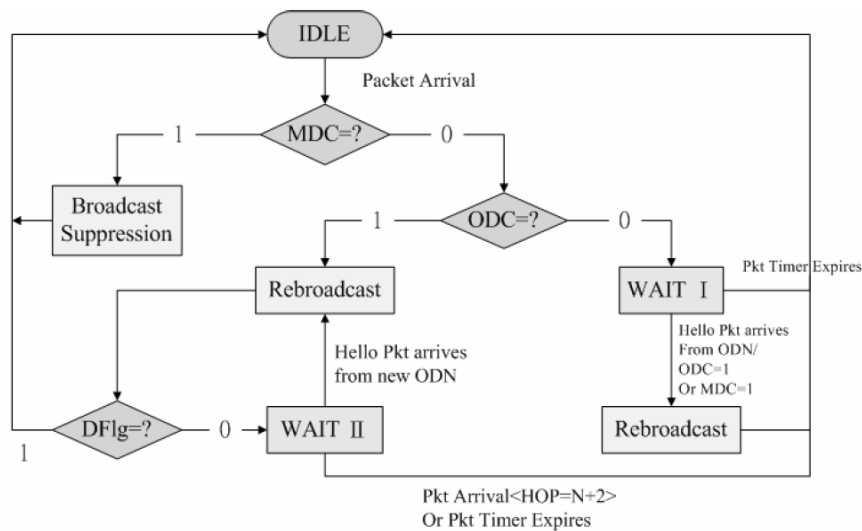 IDLE
Packet Arrival
MDC=?
1
0
Broadcast
Suppression
ODC=?
1
0
Rebroadcast
WAIT Ⅰ
Pkt Timer Expires
Hello Pkt arrives
from new ODN
Hello Pkt arrives
From ODN/
ODC=1
Or MDC=1
DFlg=?
1
0
WAIT Ⅱ
Rebroadcast
Pkt Arrival<HOP=N+2>
Or Pkt Timer Expires